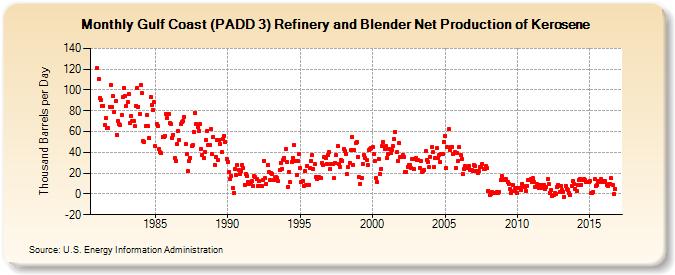 Monthly Gulf Coast (PADD 3) Refinery and Blender Net Production of Kerosene
Thousand Barrels per Day
140
120
100
80
60
40
20
0
-20
1985 1990 1995 2000 2005 2010 2015
Source: U.S. Energy Information Administration